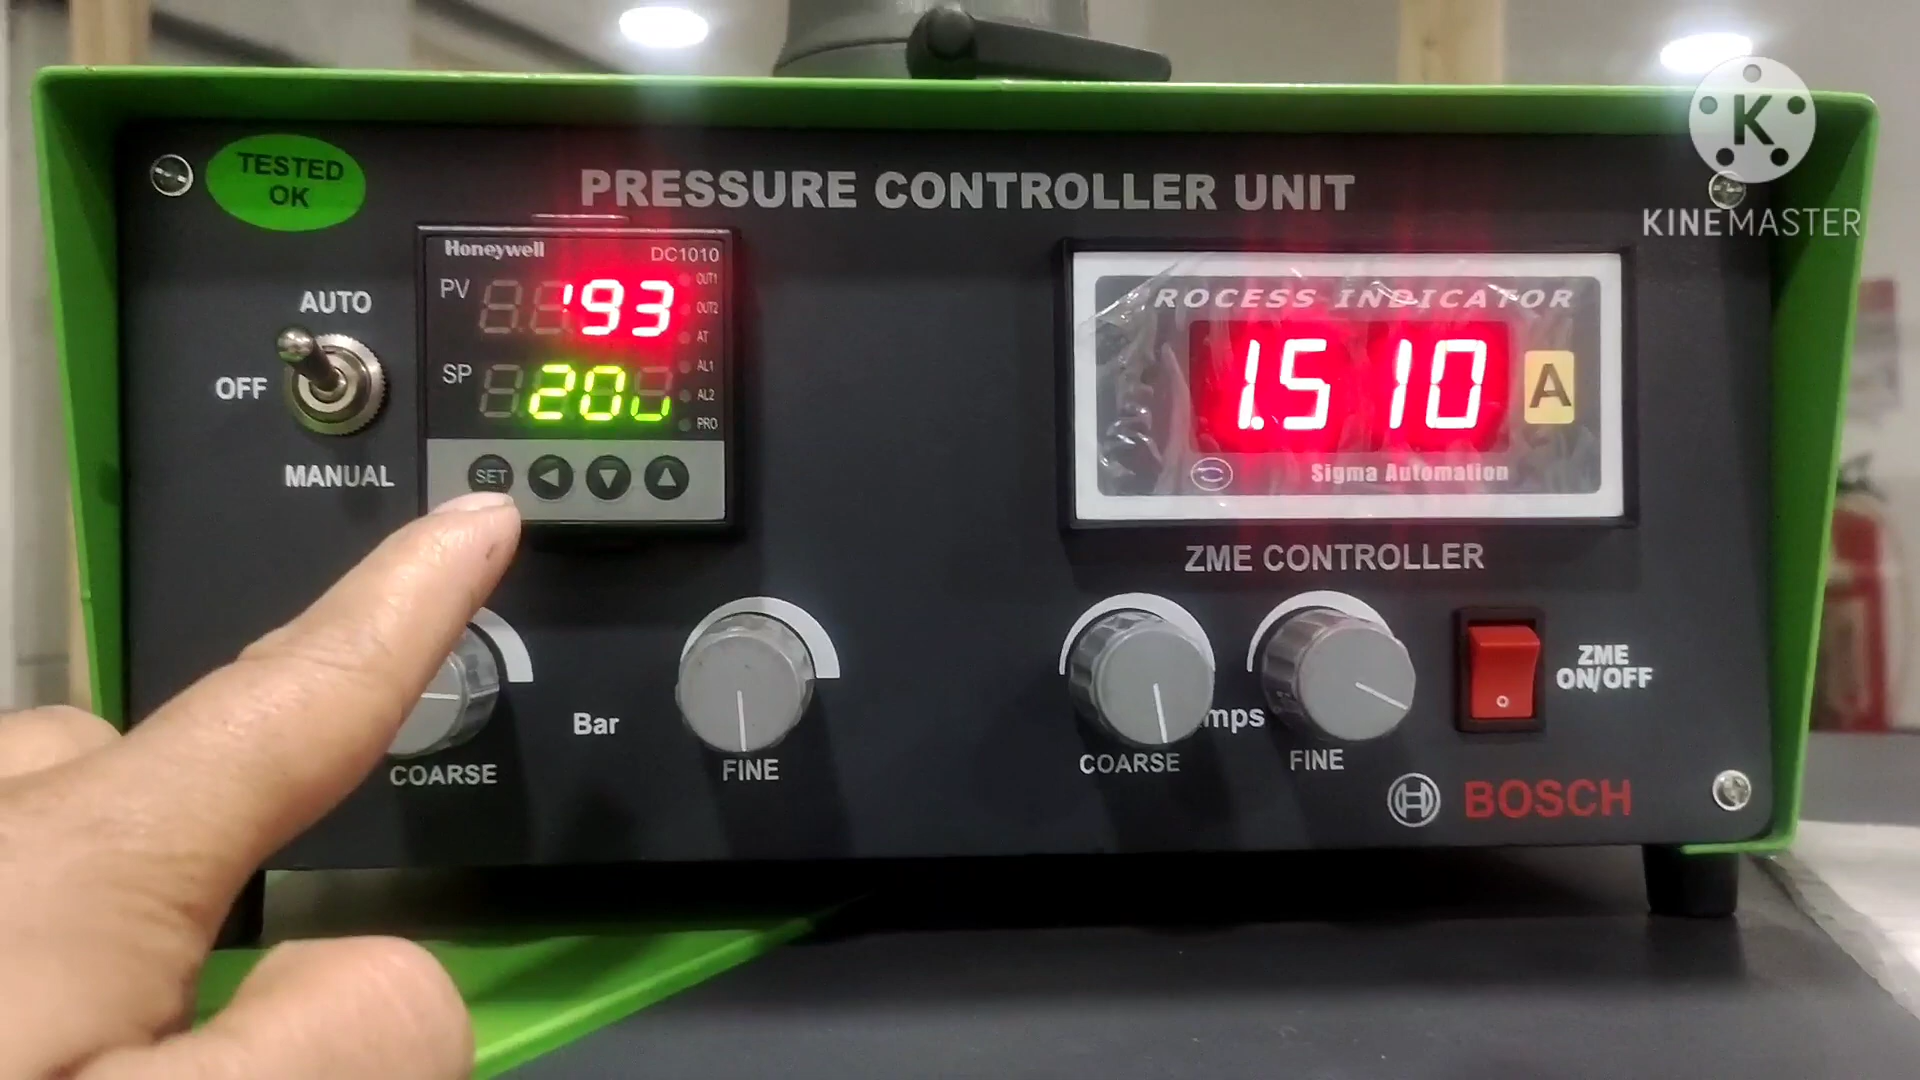 TESTED
OK
PRESSURE CONTROLLER UNIT
KINEMASTER
Honeywell
DC1010
PV
93
OUT1
OUT2
AT
SP
20
AL1
AL2
PRO
SET
AUTO
OFF
MANUAL
ROCESS INDICATOR
1.510
A
Sigma Automation
ZME CONTROLLER
COARSE
Bar
FINE
COARSE
mps
FINE
ZME
ON/OFF
BOSCH